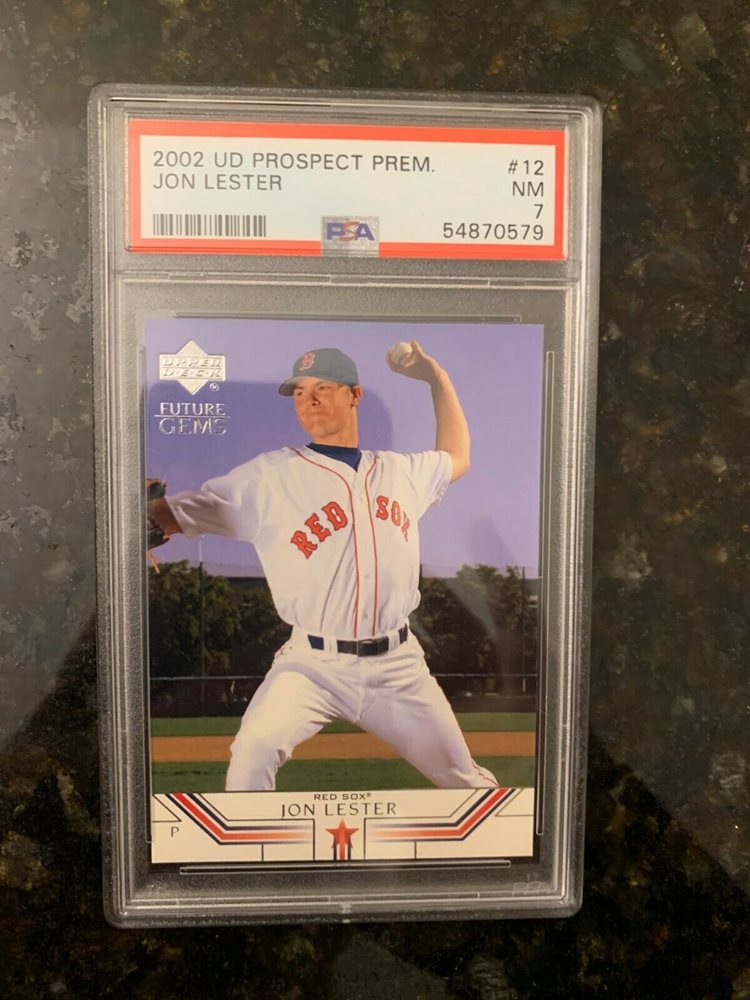 2002 UD PROSPECT PREM. #12
JON LESTER NM
7
PSA 54870579
UPPER
DECK
®
FUTURE
GEMS
B
RED SOX
RED SOX®
JON LESTER
P